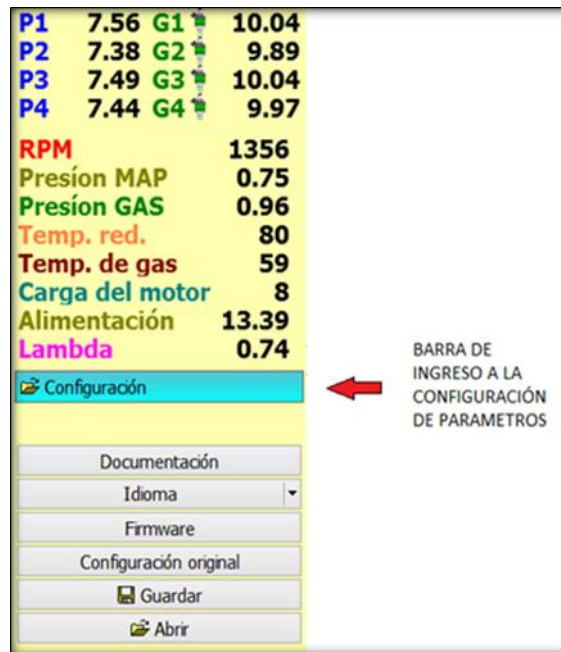 P1 7.56 G1 10.04
P2 7.38 G2 9.89
P3 7.49 G3 10.04
P4 7.44 G4 9.97
RPM 1356
Presíon MAP 0.75
Presíon GAS 0.96
Temp. red. 80
Temp. de gas 59
Carga del motor 8
Alimentación 13.39
Lambda 0.74
Configuración
BARRA DE
INGRESO A LA
CONFIGURACIÓN
DE PARAMETROS
Documentación
Idioma
Firmware
Configuración original
Guardar
Abrir